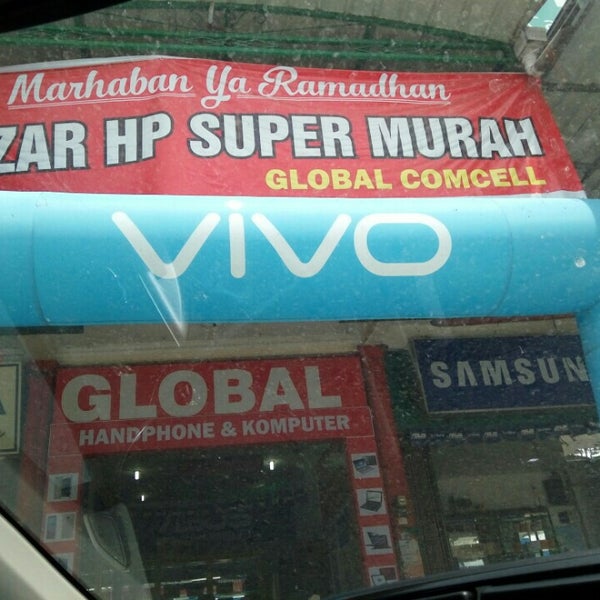 Marhaban Ya Ramadhan
ZAR HP SUPER MURAH
GLOBAL COMCELL
vivo
GLOBAL
HANDPHONE & KOMPUTER
SAMSUN